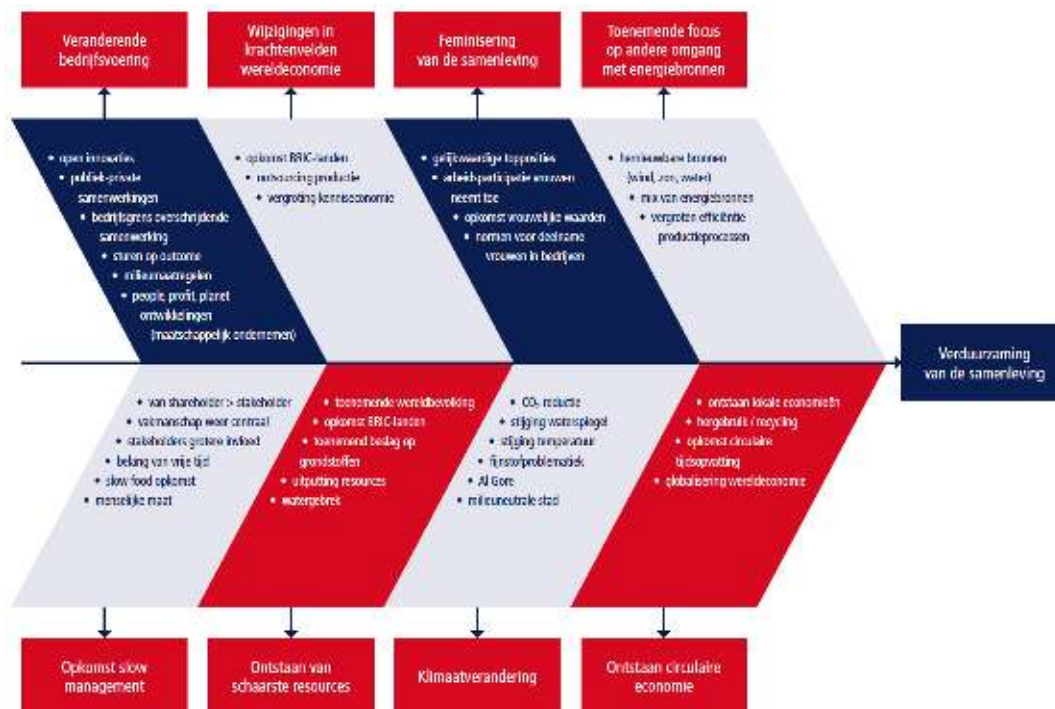 Veranderende
bedrijfsvoering
Wijzigingen in
krachtenvelden
wereldeconomie
Feminisering
van de samenleving
Toenemende focus
op andere omgang
met energiebronnen
• open innovaties
• publiek-private
samenwerkingen
• bedrijfsgrens overschrijdende
samenwerking
• sturen op outcome
• milieumaatregelen
• people, profit, planet
ontwikkelingen
(maatschappelijk ondernemen)
• opkomst BRIC-landen
• outsourcing productie
• vergroting kenniseconomie
• gelijkwaardige topposities
• arbeidsparticipatie vrouwen
neemt toe
• opkomst vrouwelijke waarden
• normen voor deelname
vrouwen in bedrijven
• hernieuwbare bronnen
(wind, zon, water)
• mix van energiebronnen
• vergroten efficiëntie
productieprocessen
Verduurzaming
van de samenleving
• van shareholder > stakeholder
• vakmanschap weer centraal
• stakeholders grotere invloed
• belang van vrije tijd
• slow food opkomst
• menselijke maat
• toenemende wereldbevolking
• opkomst BRIC-landen
• toenemend beslag op
grondstoffen
• uitputting resources
• watergebrek
• CO₂ reductie
• stijging waterspiegel
• stijging temperatuur
• fijnstofproblematiek
• Al Gore
• milieuneutrale stad
• ontstaan lokale economieën
• hergebruik / recycling
• opkomst circulaire
tijdsopvatting
• globalisering wereldeconomie
Opkomst slow
management
Ontstaan van
schaarste resources
Klimaatverandering
Ontstaan circulaire
economie